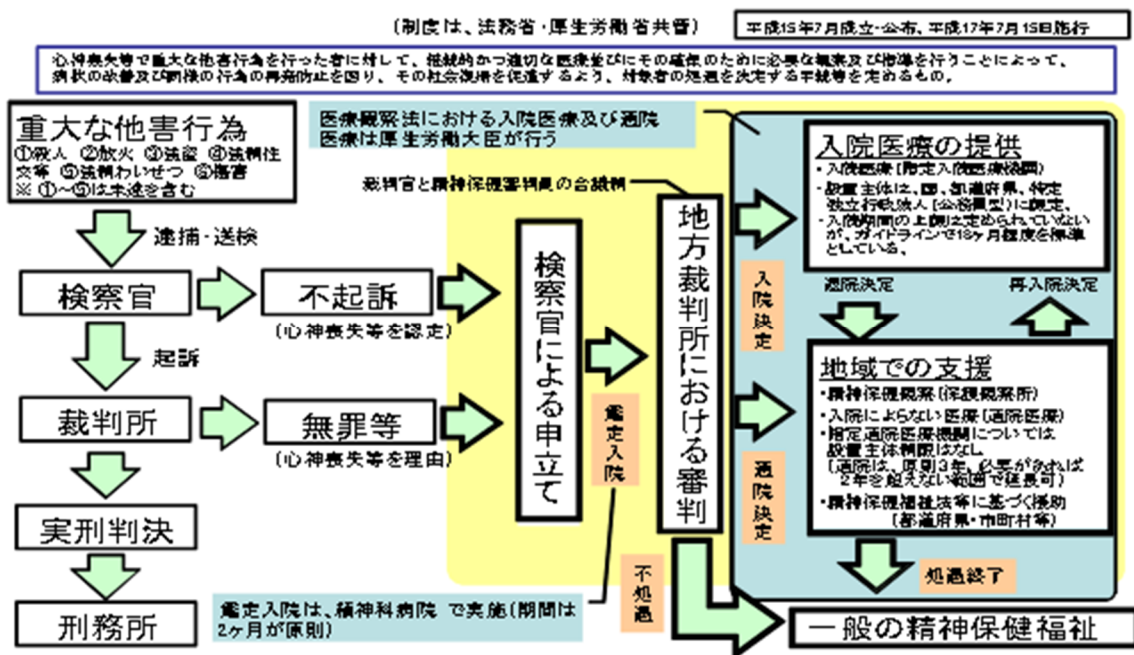 (制度は、法務省・厚生労働省共管)
平成15年7月成立・公布、平成17年7月15日施行
心神喪失等で重大な他害行為を行った者に対して、継続的かつ適切な医療並びにその確保のために必要な観察及び指導を行うことによって、
病状の改善及び同様の行為の再発防止を図り、その社会復帰を促進するよう、対象者の処遇を決定する手続等を定めるもの。
重大な他害行為
①殺人 ②放火 ③強盗 ④強制性
交等 ⑤強制わいせつ ⑥傷害
※ ①~⑤は未遂を含む
医療観察法における入院医療及び通院
医療は厚生労働大臣が行う
裁判官と精神保健審判員の合議制
逮捕・送検
検察官
不起訴
(心神喪失等を認定)
起訴
裁判所
無罪等
(心神喪失等を理由)
実刑判決
刑務所
検察官による申立て
鑑定入院
鑑定入院は、精神科病院 で実施(期間は
2ヶ月が原則)
地方裁判所における審判
入院決定
通院決定
不処遇
入院医療の提供
・入院医療(指定入院医療機関)
・設置主体は、国、都道府県、特定
独立行政法人(公務員型)に限定。
・入院期間の上限は定められていない
が、ガイドラインで18ヶ月程度を標準
としている。
退院決定
再入院決定
地域での支援
・精神保健観察(保護観察所)
・入院によらない医療(通院医療)
・指定通院医療機関については
設置主体制限はなし
(通院は、原則3年、必要があれば
2年を超えない範囲で延長可)
・精神保健福祉法等に基づく援助
(都道府県・市町村等)
処遇終了
一般の精神保健福祉